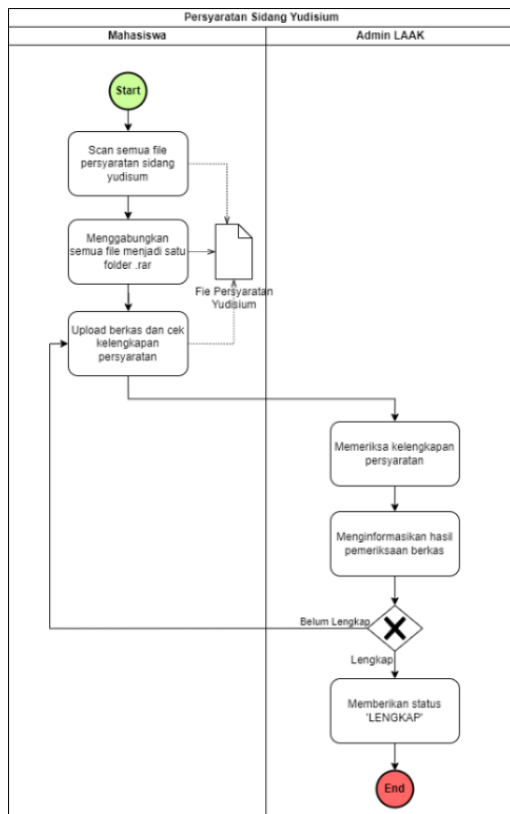 Persyaratan Sidang Yudisium
Mahasiswa
Admin LAAK
Start
Scan semua file
persyaratan sidang
yudisum
Menggabungkan
semua file menjadi satu
folder .rar
Fie Persyaratan
Yudisium
Upload berkas dan cek
kelengkapan
persyaratan
Memeriksa kelengkapan
persyaratan
Menginformasikan hasil
pemeriksaan berkas
Belum Lengkap
Lengkap
Memberikan status
'LENGKAP'
End